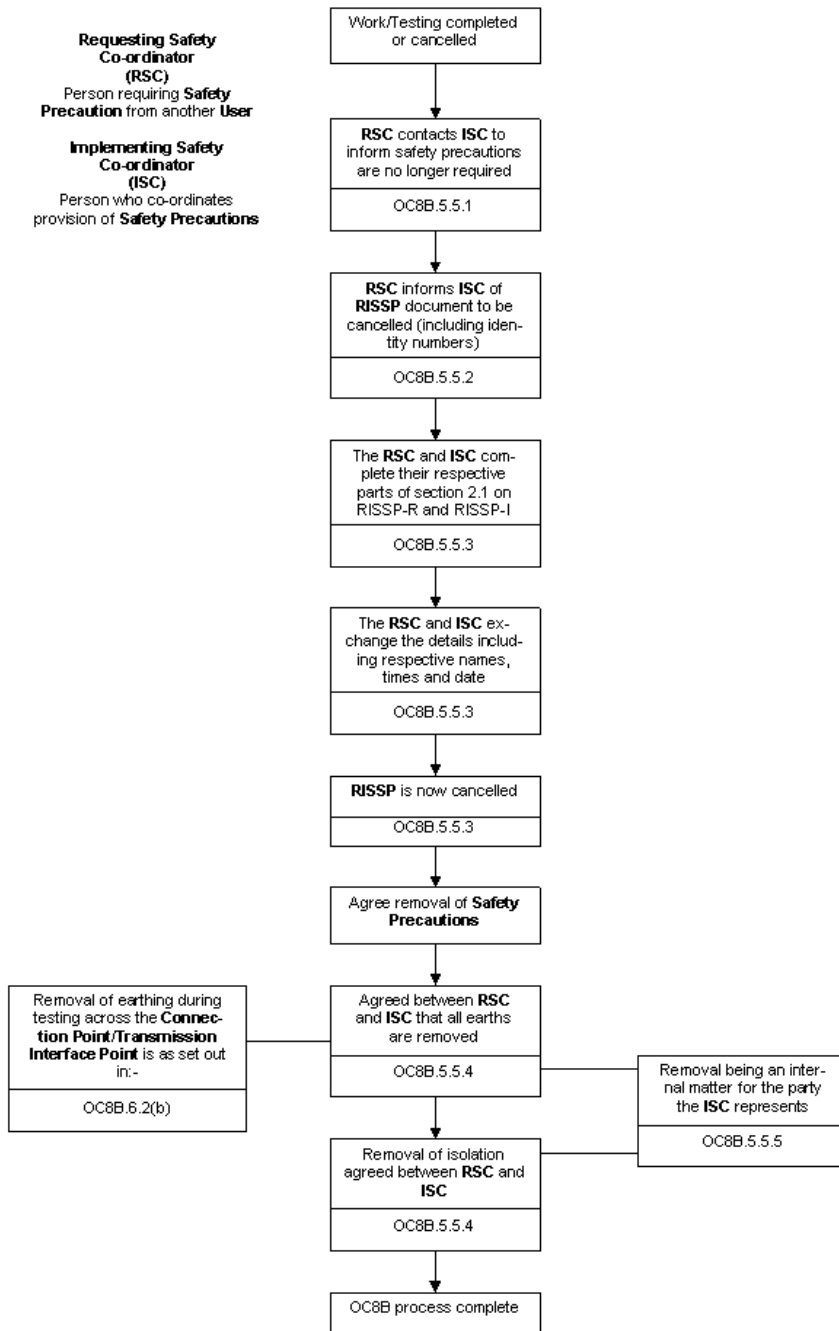 Requesting Safety
Co-ordinator
(RSC)
Person requiring Safety
Precaution from another User
Implementing Safety
Co-ordinator
(ISC)
Person who co-ordinates
provision of Safety Precautions
Work/Testing completed
or cancelled
RSC contacts ISC to
inform safety precautions
are no longer required
OC8B.5.5.1
RSC informs ISC of
RISSP document to be
cancelled (including iden-
tity numbers)
OC8B.5.5.2
The RSC and ISC com-
plete their respective
parts of section 2.1 on
RISSP-R and RISSP-I
OC8B.5.5.3
The RSC and ISC ex-
change the details includ-
ing respective names,
times and date
OC8B.5.5.3
RISSP is now cancelled
OC8B.5.5.3
Agree removal of Safety
Precautions
Removal of earthing during
testing across the Connec-
tion Point/Transmission
Interface Point is as set out
in:-
OC8B.6.2(b)
Agreed between RSC
and ISC that all earths
are removed
OC8B.5.5.4
Removal being an inter-
nal matter for the party
the ISC represents
OC8B.5.5.5
Removal of isolation
agreed between RSC and
ISC
OC8B.5.5.4
OC8B process complete